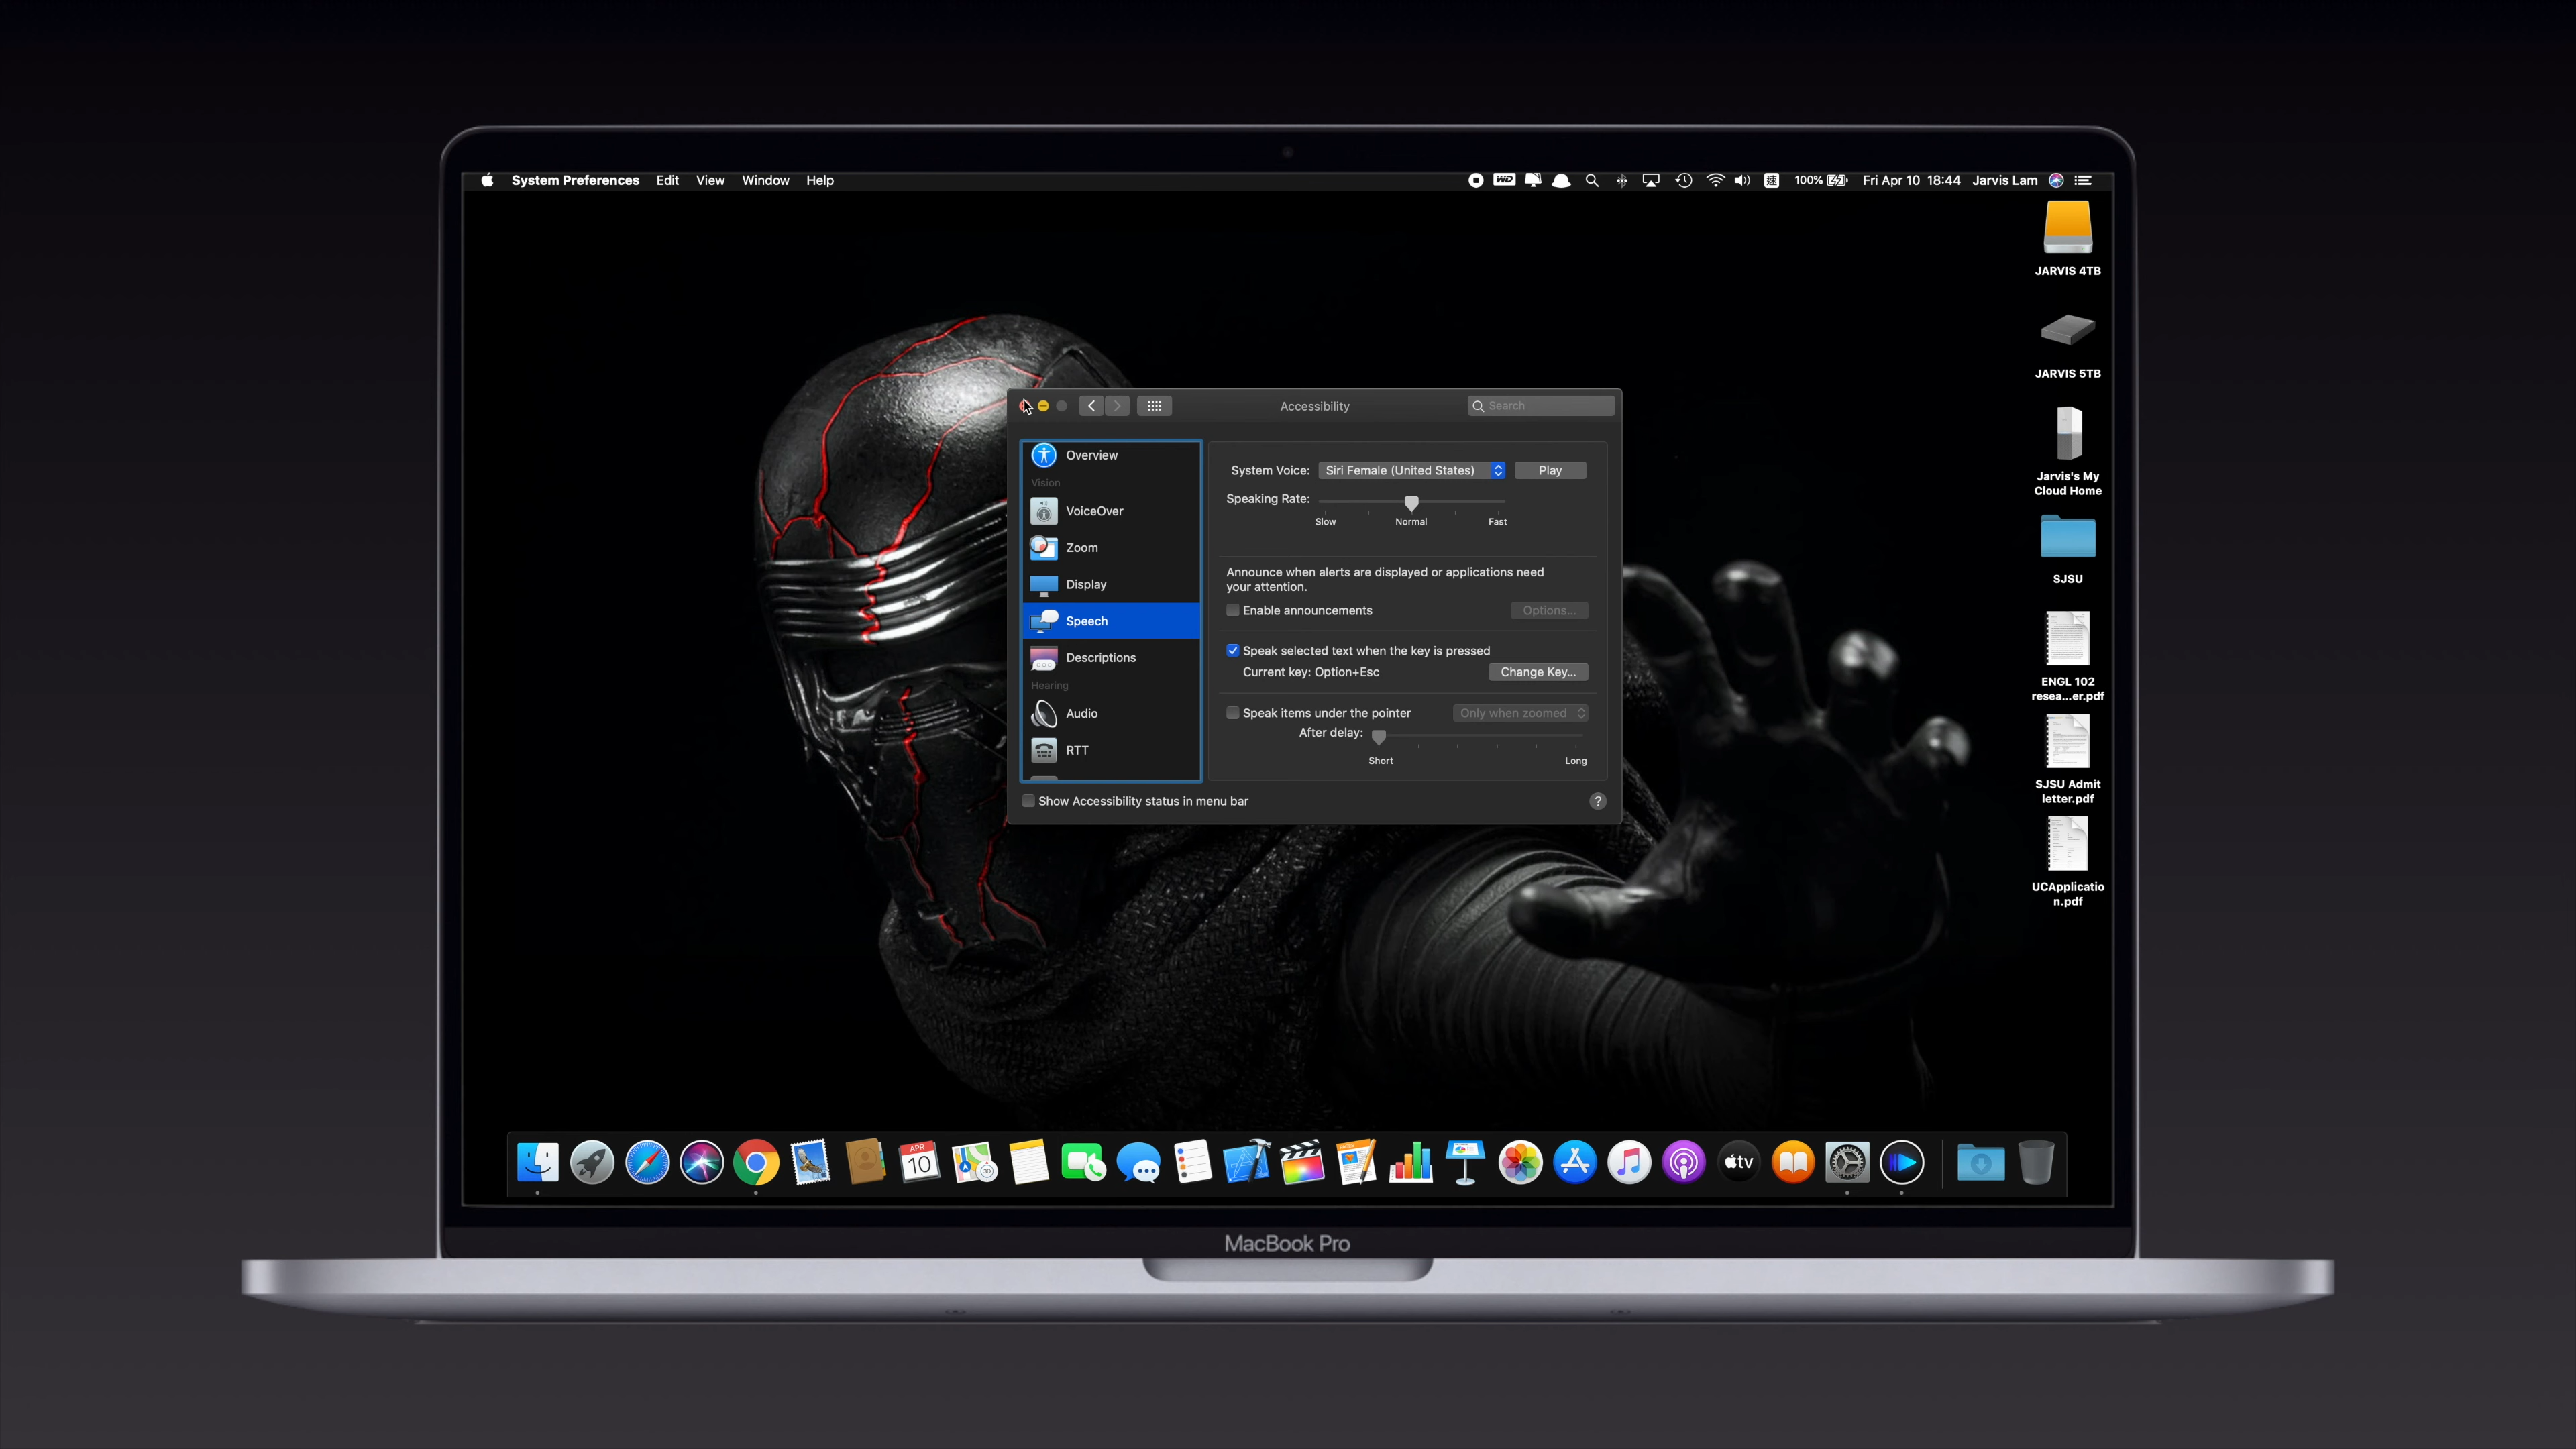 System Preferences Edit View Window Help
WD 速 100% Fri Apr 10 18:44 Jarvis Lam
JARVIS 4TB
JARVIS 5TB
Jarvis's My
Cloud Home
SJSU
ENGL 102
resea...er.pdf
SJSU Admit
letter.pdf
UCApplicatio
n.pdf
Accessibility
Search
Overview
Vision
VoiceOver
Zoom
Display
Speech
Descriptions
Hearing
Audio
RTT
System Voice: Siri Female (United States) Play
Speaking Rate:
Slow Normal Fast
Announce when alerts are displayed or applications need
your attention.
Enable announcements Options...
Speak selected text when the key is pressed
Current key: Option+Esc Change Key...
Speak items under the pointer Only when zoomed
After delay:
Short Long
Show Accessibility status in menu bar ?
APR
10
3D
tv
MacBook Pro